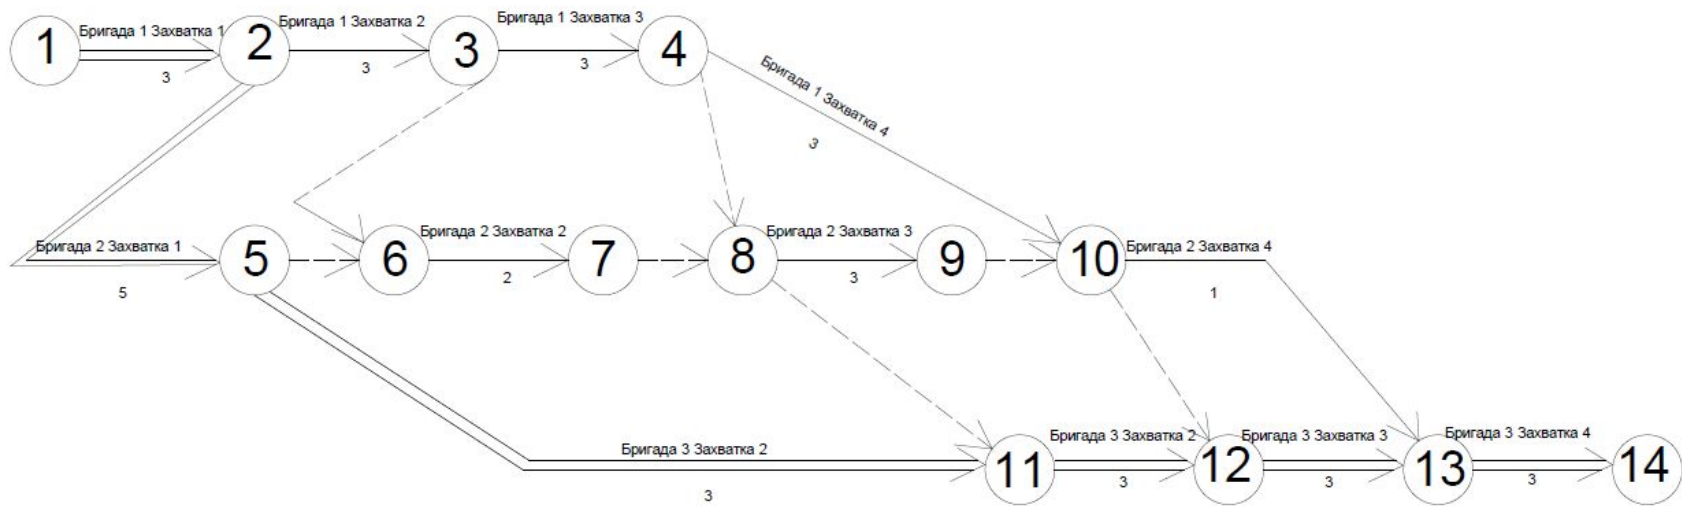 Бригада 1 Захватка 1
Бригада 1 Захватка 2
Бригада 1 Захватка 3
1
2
3
4
3
3
3
Бригада 1 Захватка 4
3
Бригада 2 Захватка 1
Бригада 2 Захватка 2
Бригада 2 Захватка 3
Бригада 2 Захватка 4
5
6
7
8
9
10
5
2
3
1
Бригада 3 Захватка 2
Бригада 3 Захватка 2
Бригада 3 Захватка 3
Бригада 3 Захватка 4
11
12
13
14
3
3
3
3